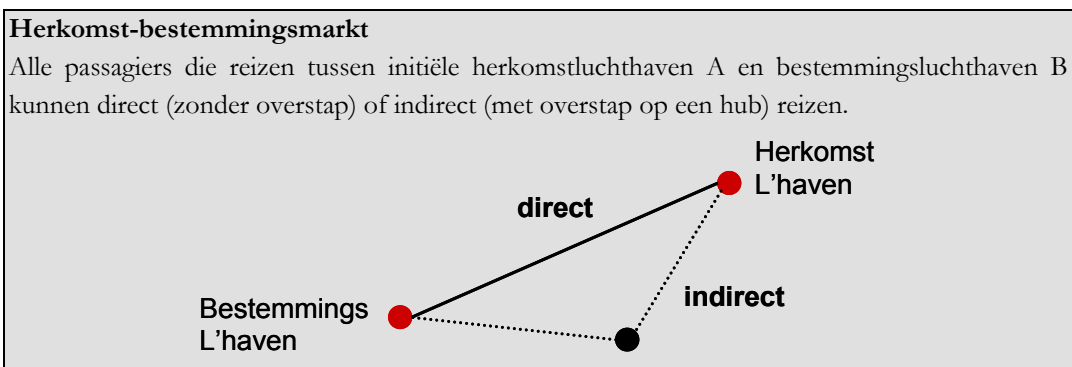 Herkomst-bestemmingsmarkt
Alle passagiers die reizen tussen initiële herkomstluchthaven A en bestemmingsluchthaven B
kunnen direct (zonder overstap) of indirect (met overstap op een hub) reizen.
Herkomst
L'haven
direct
indirect
Bestemmings
L'haven